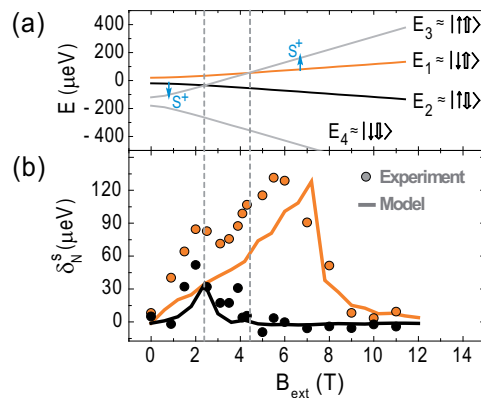 (a)
400
200
0
- 200
- 400
E (μeV)
S⁺
S⁺
E₃ ≈ |↑⇑⟩
E₁ ≈ |↓⇑⟩
E₂ ≈ |↑⇓⟩
E₄ ≈ |↓⇓⟩
(b)
120
90
60
30
0
δ_N^S (μeV)
Experiment
Model
0 2 4 6 8 10 12 14
B_ext (T)